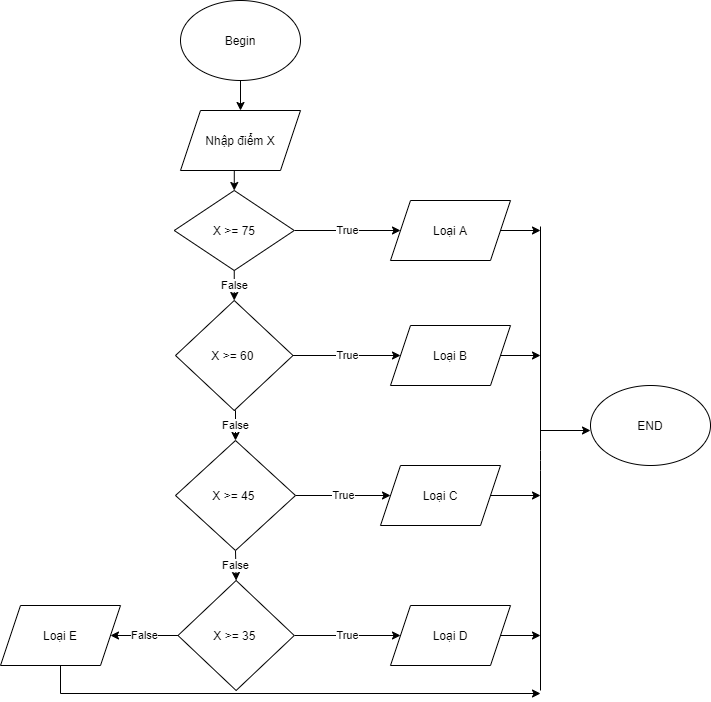 Begin
Nhập điểm X
X >= 75
True
Loại A
False
X >= 60
True
Loại B
False
END
X >= 45
True
Loại C
False
Loại E
False
X >= 35
True
Loại D